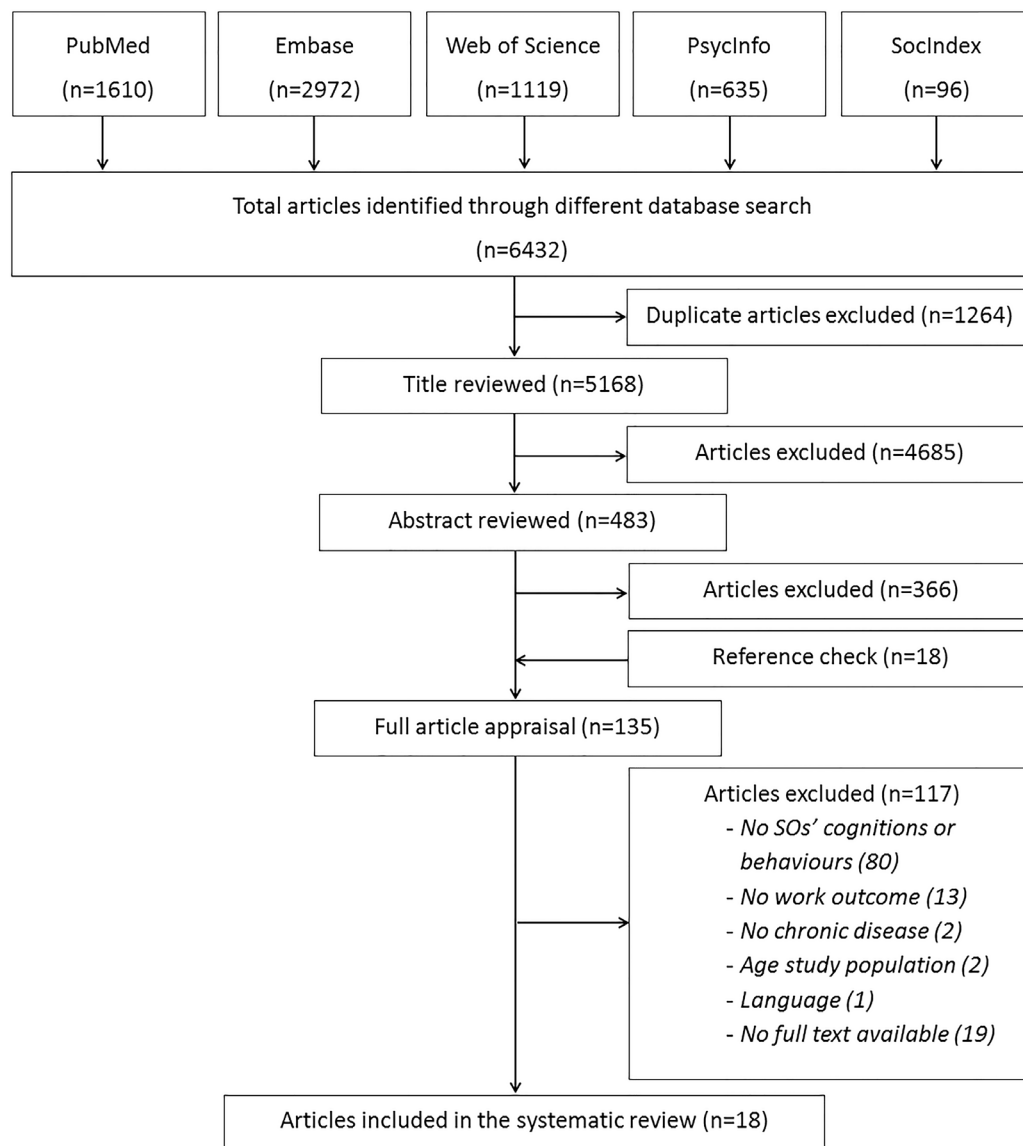 PubMed
(n=1610)
Embase
(n=2972)
Web of Science
(n=1119)
PsycInfo
(n=635)
SocIndex
(n=96)
Total articles identified through different database search
(n=6432)
Duplicate articles excluded (n=1264)
Title reviewed (n=5168)
Articles excluded (n=4685)
Abstract reviewed (n=483)
Articles excluded (n=366)
Reference check (n=18)
Full article appraisal (n=135)
Articles excluded (n=117)
- No SOs’ cognitions or
behaviours (80)
- No work outcome (13)
- No chronic disease (2)
- Age study population (2)
- Language (1)
- No full text available (19)
Articles included in the systematic review (n=18)